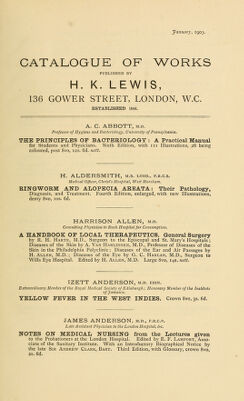 January, 1903.
CATALOGUE OF WORKS
PUBLISHED BY
H. K. LEWIS,
136 GOWER STREET, LONDON, W.C.
ESTABLISHED 1844.
A. C. ABBOTT, M.D.
Professor of Hygiene and Bacteriology, University of Pennsylvania.
THE PRINCIPLES OF BACTERIOLOGY: A Practical Manual
for Students and Physicians. Sixth Edition, with 111 Illustrations, 26 being
coloured, post 8vo, 12s. 6d. nett.
H. ALDERSMITH, M.B. LOND., F.R.C.S.
Medical Officer, Christ's Hospital, West Horsham.
RINGWORM AND ALOPECIA AREATA: Their Pathology,
Diagnosis, and Treatment. Fourth Edition, enlarged, with new Illustrations,
demy 8vo, 10s. 6d.
HARRISON ALLEN, M.D.
Consulting Physician to Rush Hospital for Consumption.
A HANDBOOK OF LOCAL THERAPEUTICS. General Surgery
by R. H. HARTE, M.D., Surgeon to the Episcopal and St. Mary's Hospitals;
Diseases of the Skin by A. VAN HARLINGEN, M.D., Professor of Diseases of the
Skin in the Philadelphia Polyclinic; Diseases of the Ear and Air Passages by
H. ALLEN, M.D.; Diseases of the Eye by G. C. HARLAN, M.D., Surgeon to
Wills Eye Hospital. Edited by H. ALLEN, M.D. Large 8vo, 14s. nett.
IZETT ANDERSON, M.D. EDIN.
Extraordinary Member of the Royal Medical Society of Edinburgh; Honorary Member of the Institute
of Jamaica.
YELLOW FEVER IN THE WEST INDIES. Crown 8vo, 3s. 6d.
JAMES ANDERSON, M.D., F.R.C.P.
Late Assistant Physician to the London Hospital, &c.
NOTES ON MEDICAL NURSING from the Lectures given
to the Probationers at the London Hospital. Edited by E. F. LAMPORT, Associate
of the Sanitary Institute. With an Introductory Biographical Notice by
the late SIR ANDREW CLARK, BART. Third Edition, with Glossary, crown 8vo,
2s. 6d.